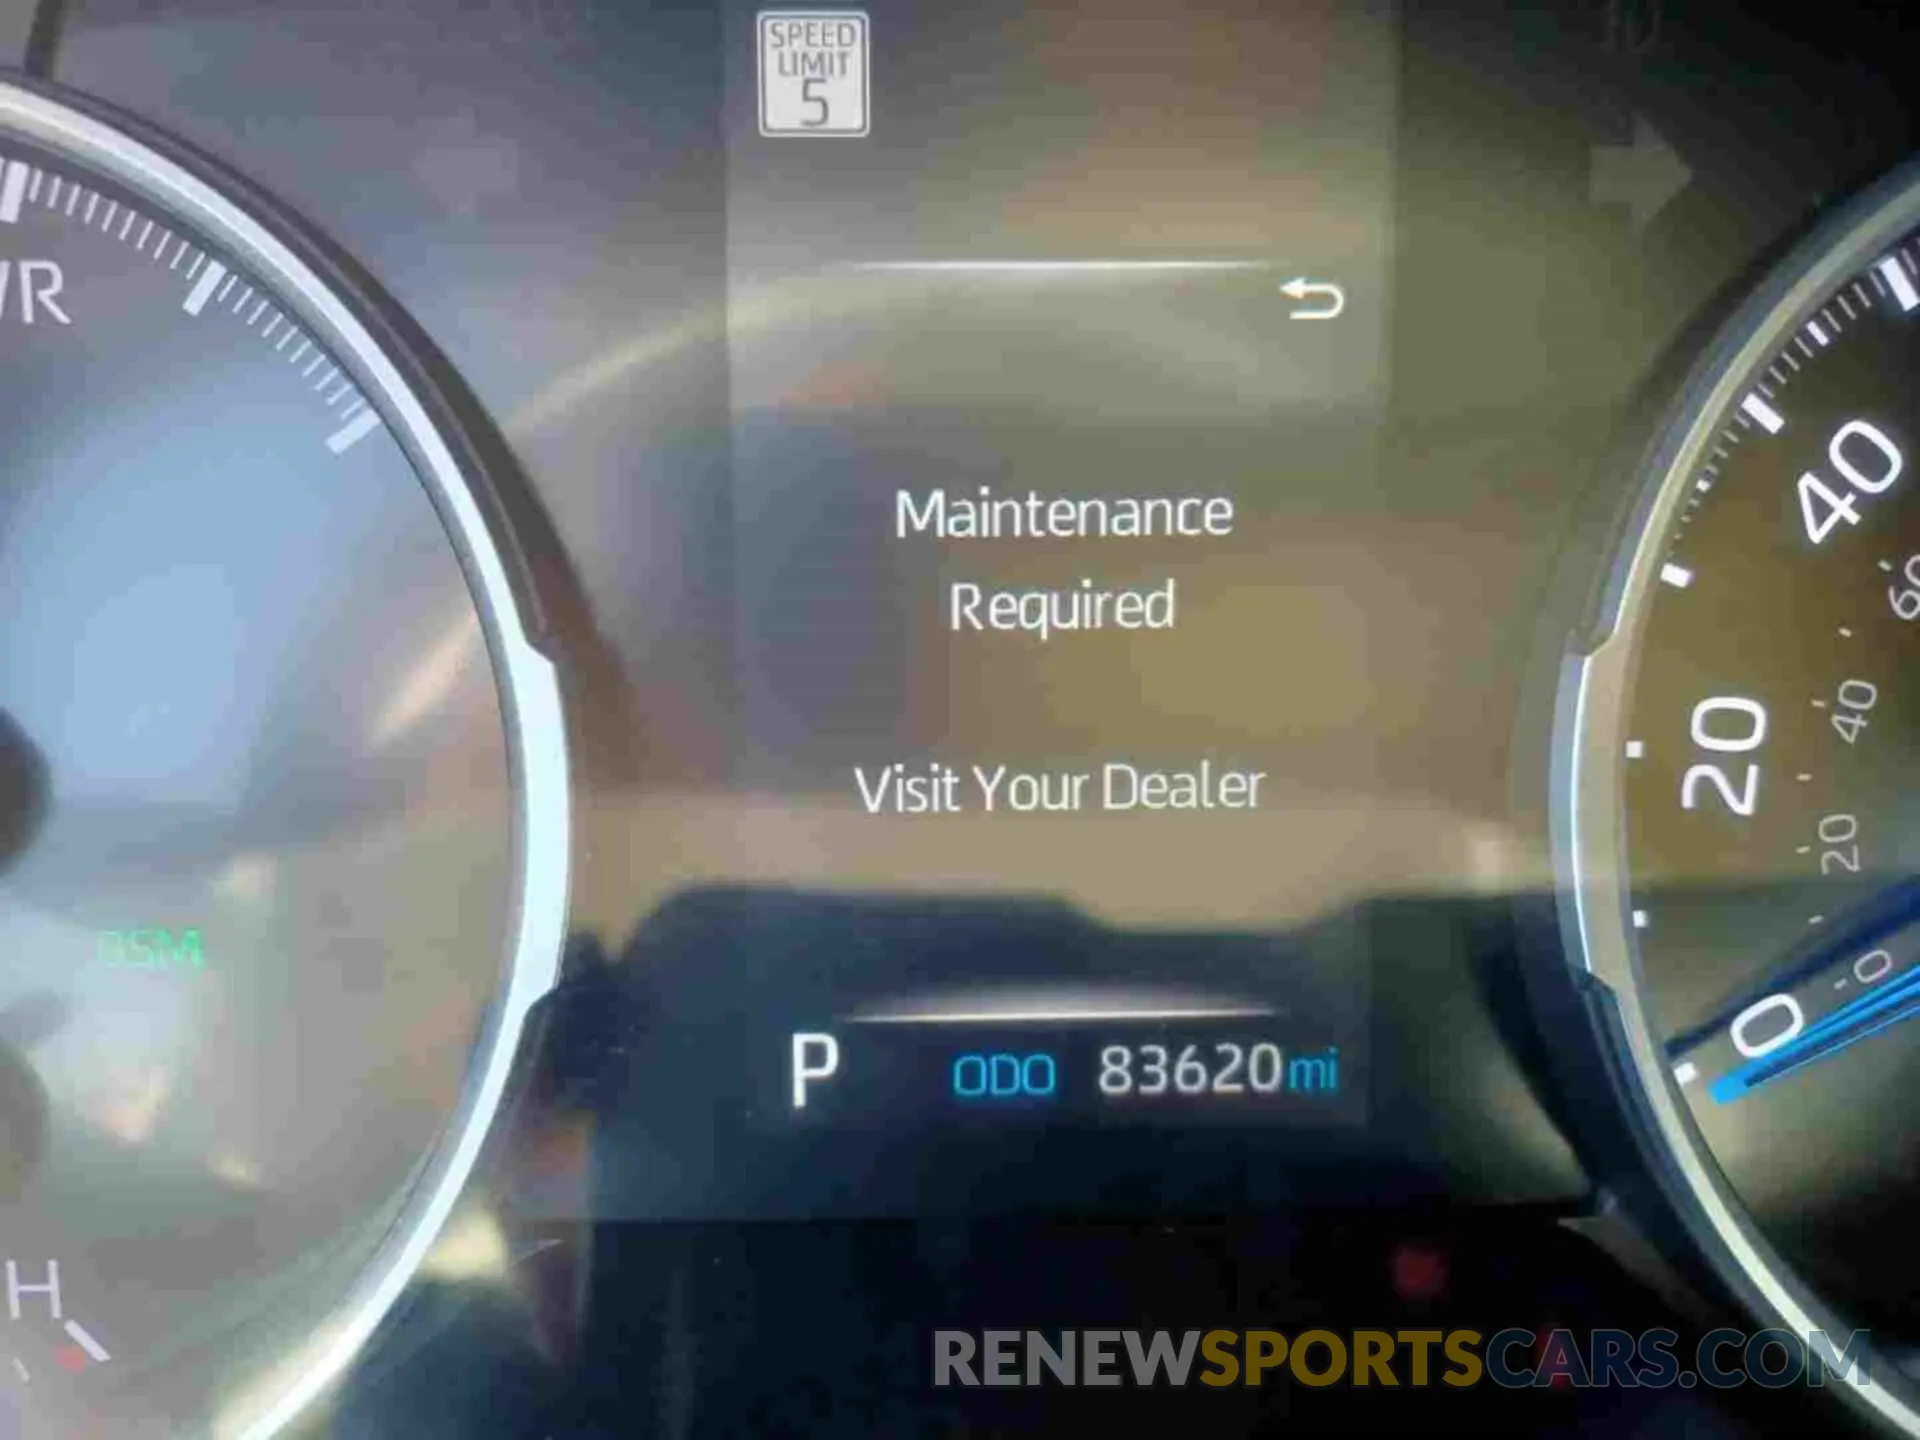 SPEED
LIMIT
5
Maintenance
Required
Visit Your Dealer
40
60
20
40
20
0
0
BSM
P ODO 83620 mi
H
RENEWSPORTSCARS.COM